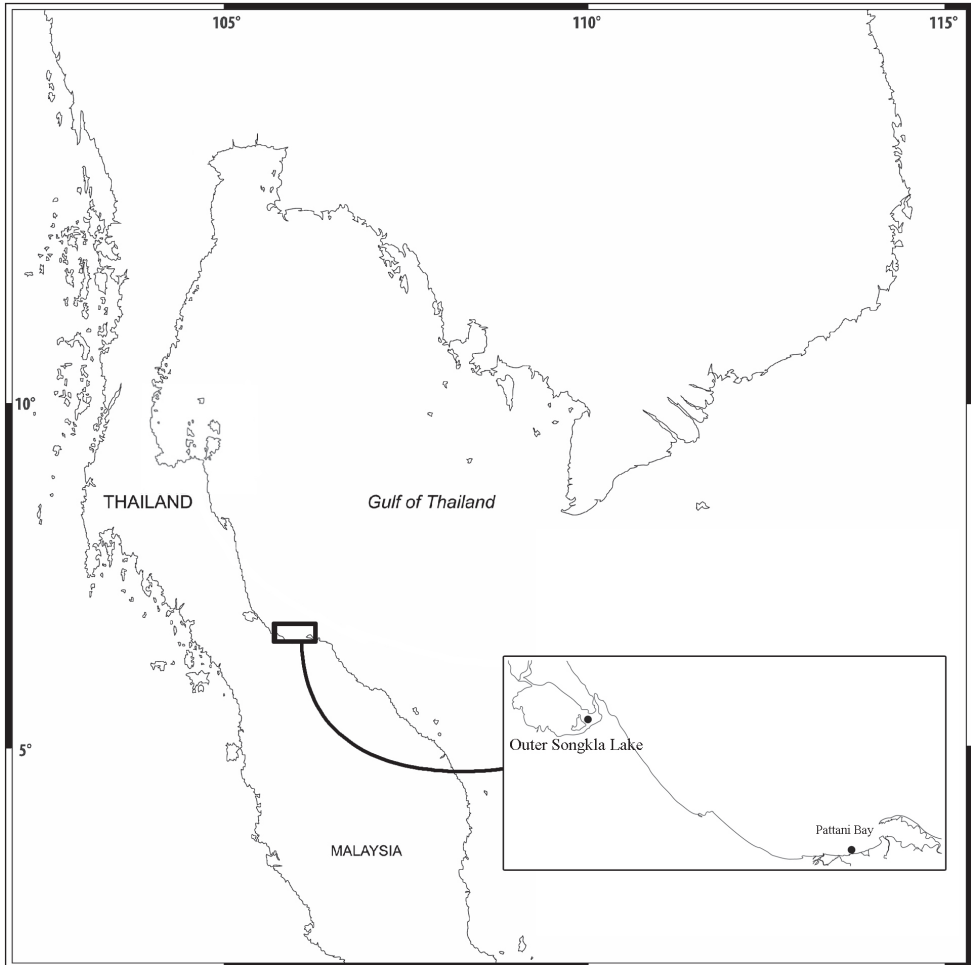 105°
110°
115°
10°
THAILAND
Gulf of Thailand
5°
Outer Songkla Lake
Pattani Bay
MALAYSIA